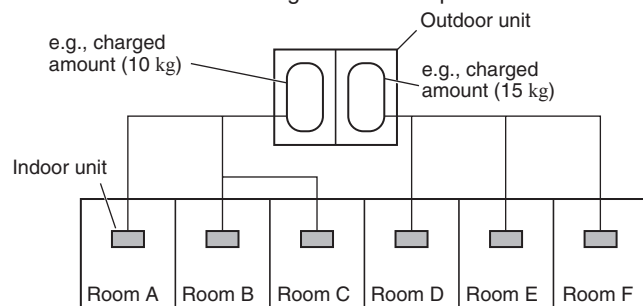 Outdoor unit
e.g., charged
amount (10 kg)
e.g., charged
amount (15 kg)
Indoor unit
Room A
Room B
Room C
Room D
Room E
Room F